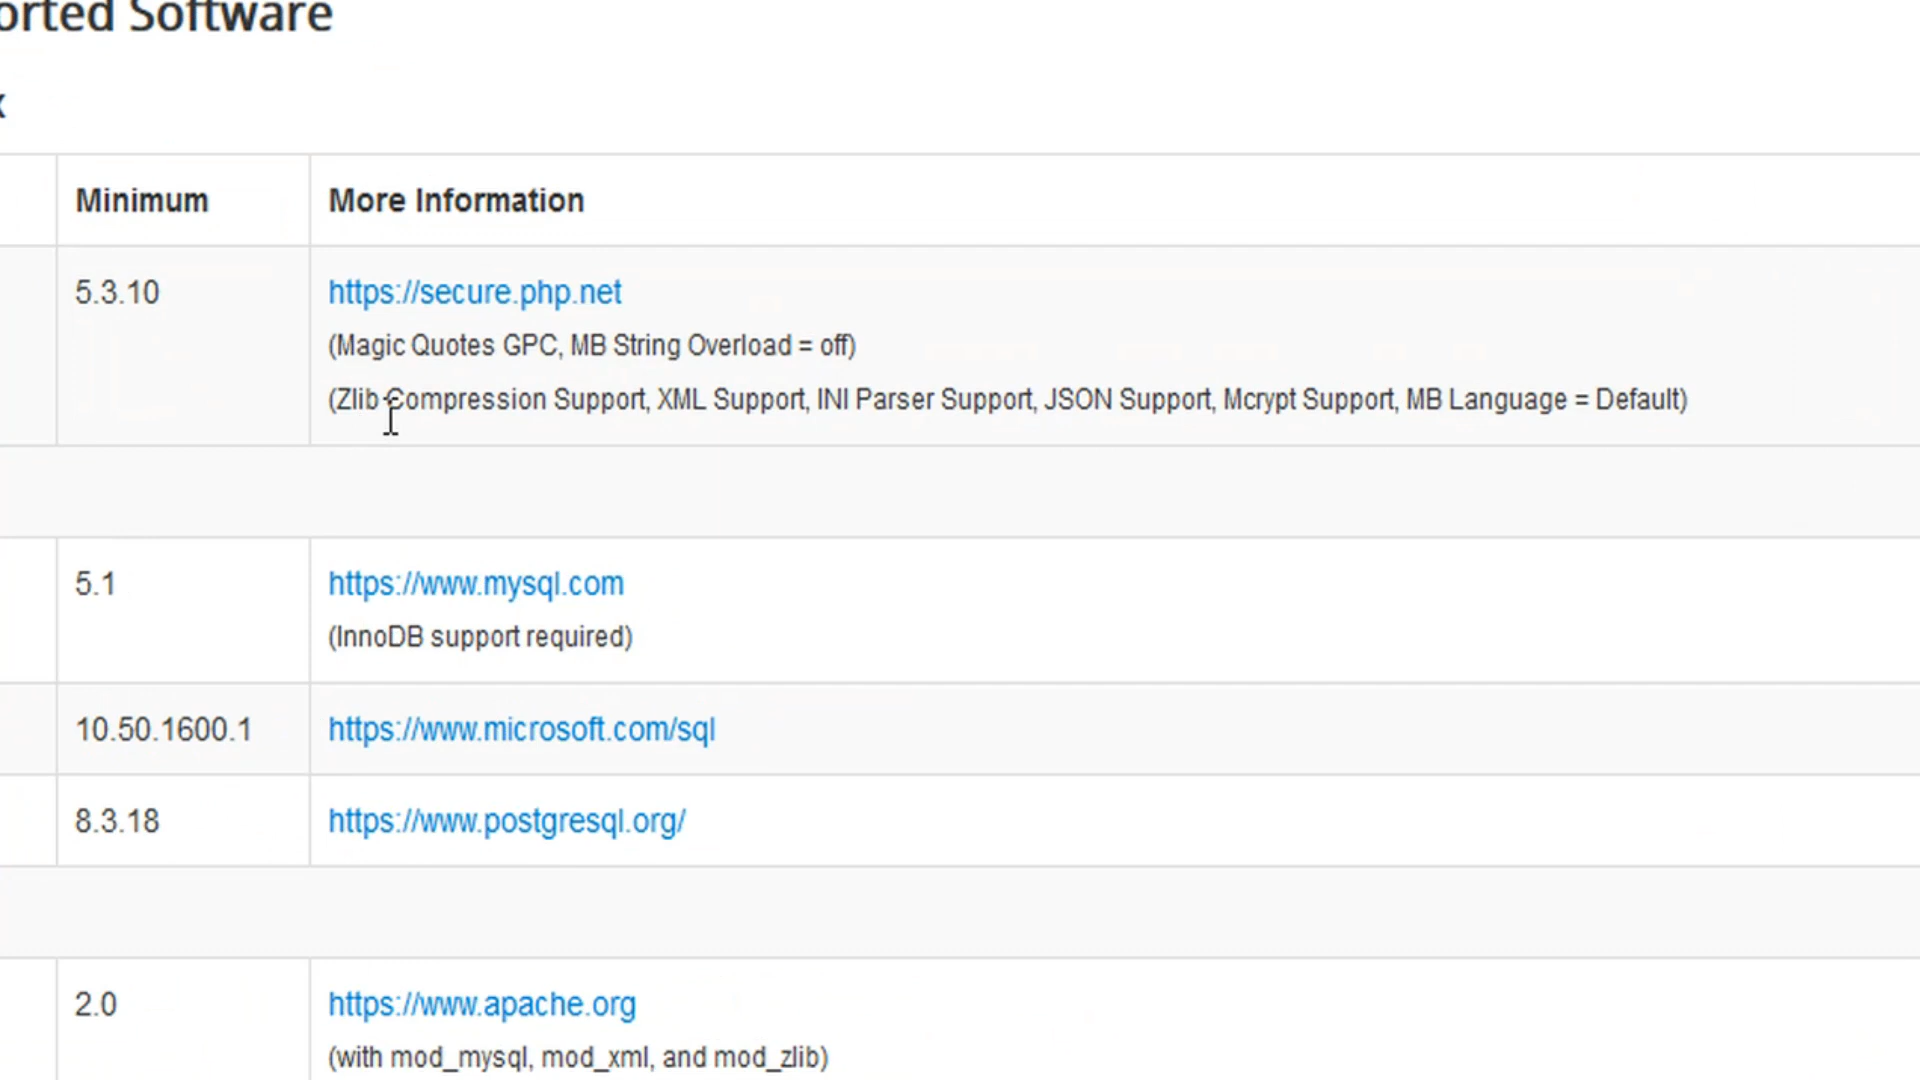 orted Software
x
Minimum More Information
5.3.10 https://secure.php.net
(Magic Quotes GPC, MB String Overload = off)
(Zlib Compression Support, XML Support, INI Parser Support, JSON Support, Mcrypt Support, MB Language = Default)
5.1 https://www.mysql.com
(InnoDB support required)
10.50.1600.1 https://www.microsoft.com/sql
8.3.18 https://www.postgresql.org/
2.0 https://www.apache.org
(with mod_mysql, mod_xml, and mod_zlib)